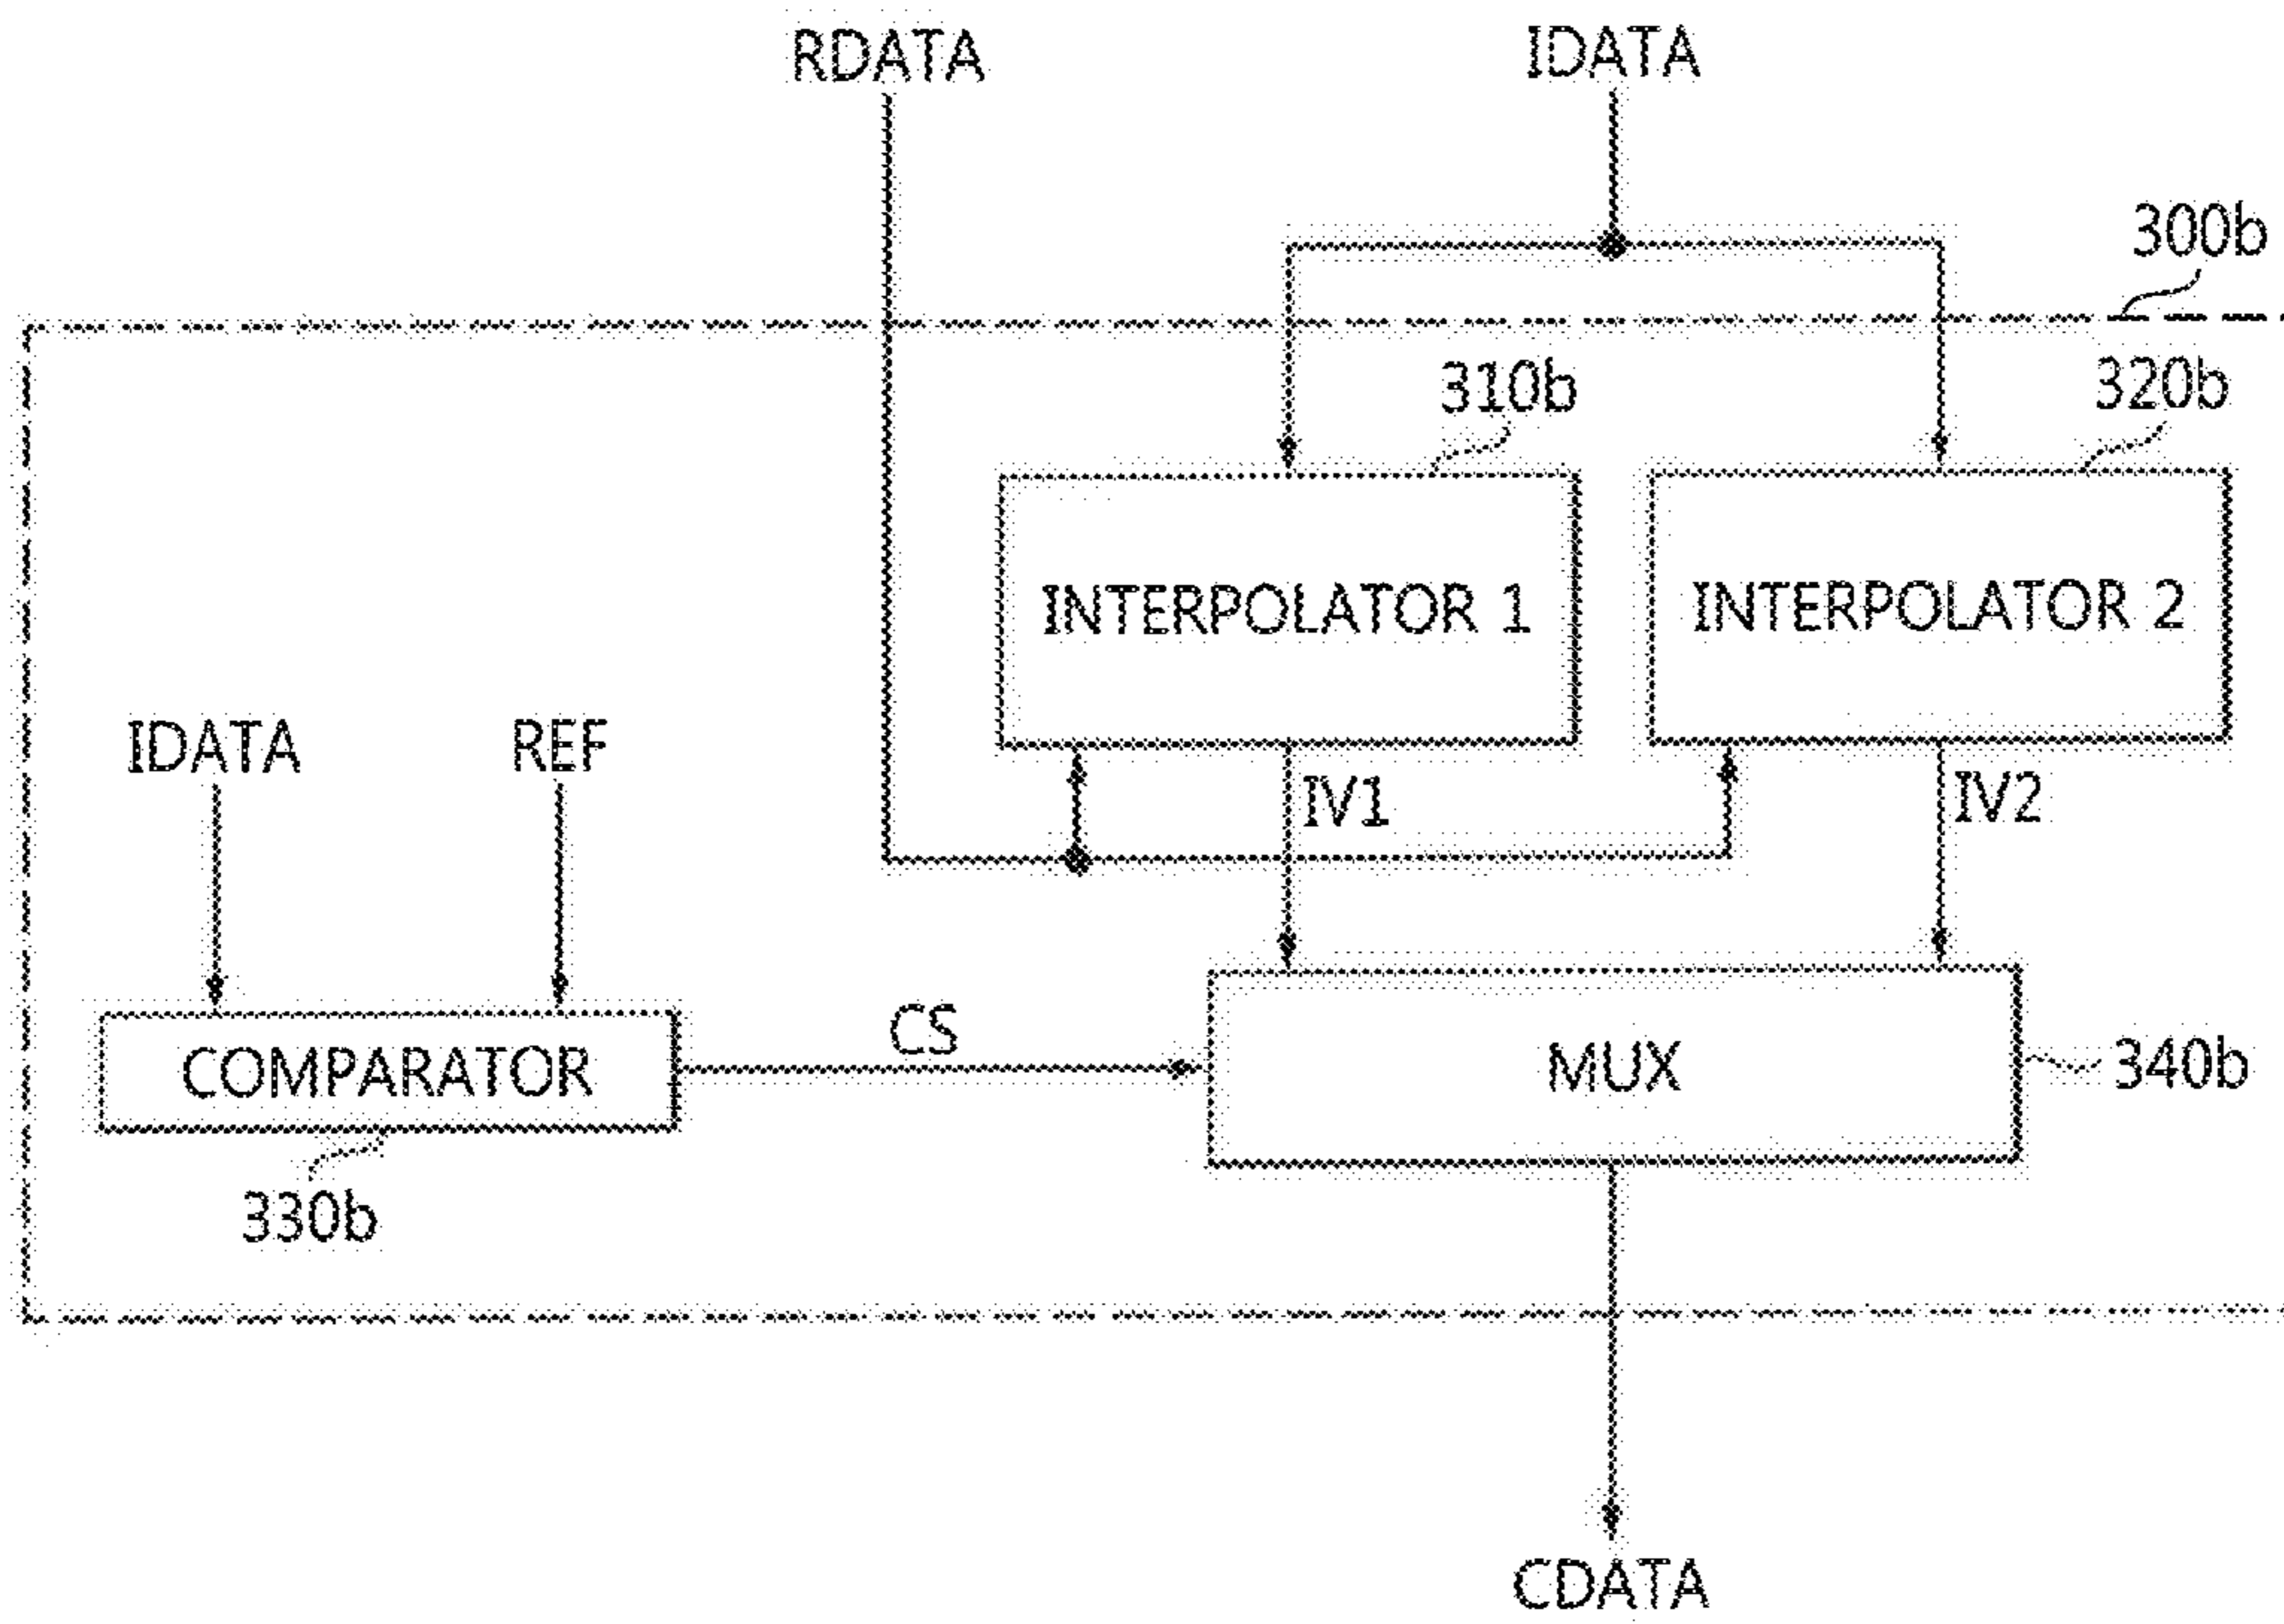 RDATA
IDATA
300b
310b
320b
INTERPOLATOR 1
INTERPOLATOR 2
IDATA
REF
IV1
IV2
COMPARATOR
CS
MUX
340b
330b
CDATA